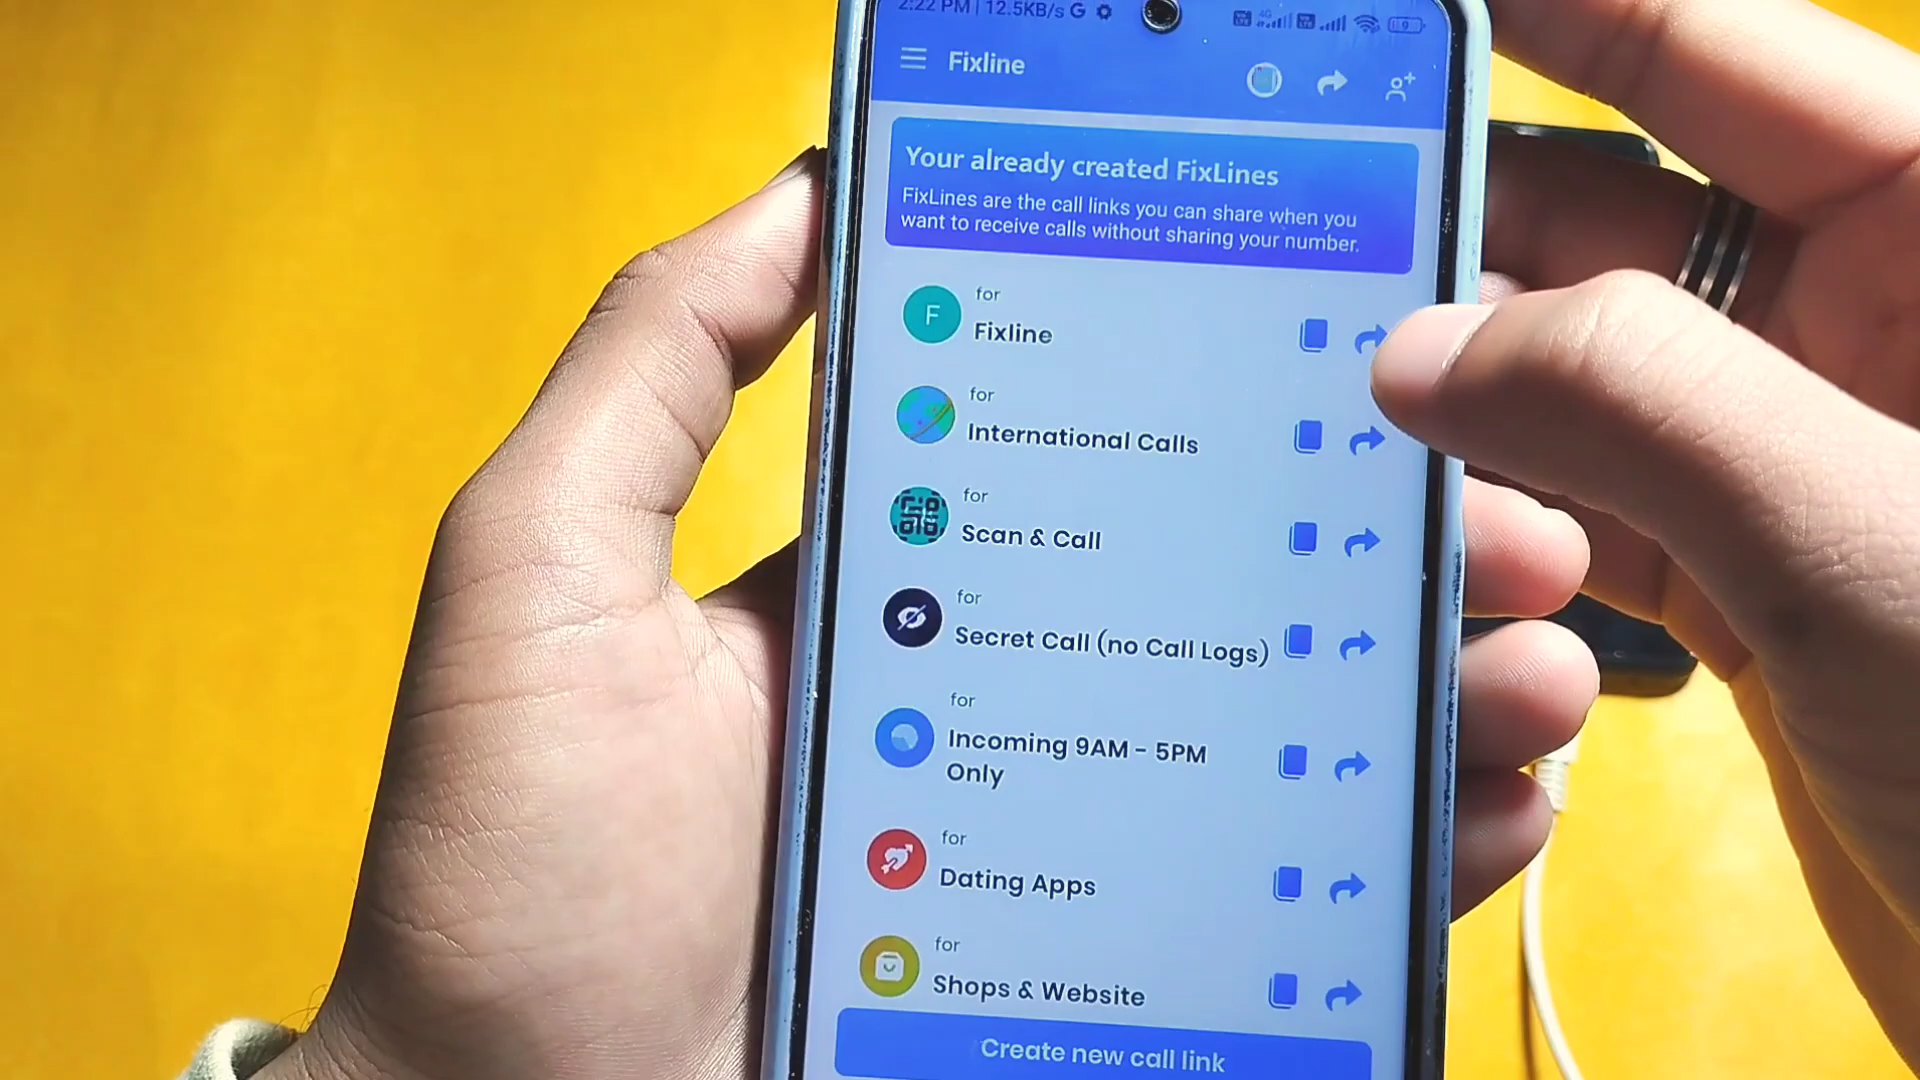 2:22 PM | 12.5KB/s G
4G
9
Fixline
Your already created FixLines
FixLines are the call links you can share when you
want to receive calls without sharing your number.
for
F
Fixline
for
International Calls
for
Scan & Call
for
Secret Call (no Call Logs)
for
Incoming 9AM - 5PM
Only
for
Dating Apps
for
Shops & Website
Create new call link